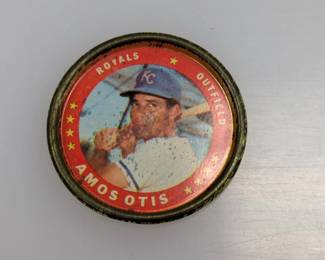 ROYALS
OUTFIELD
KC
AMOS OTIS